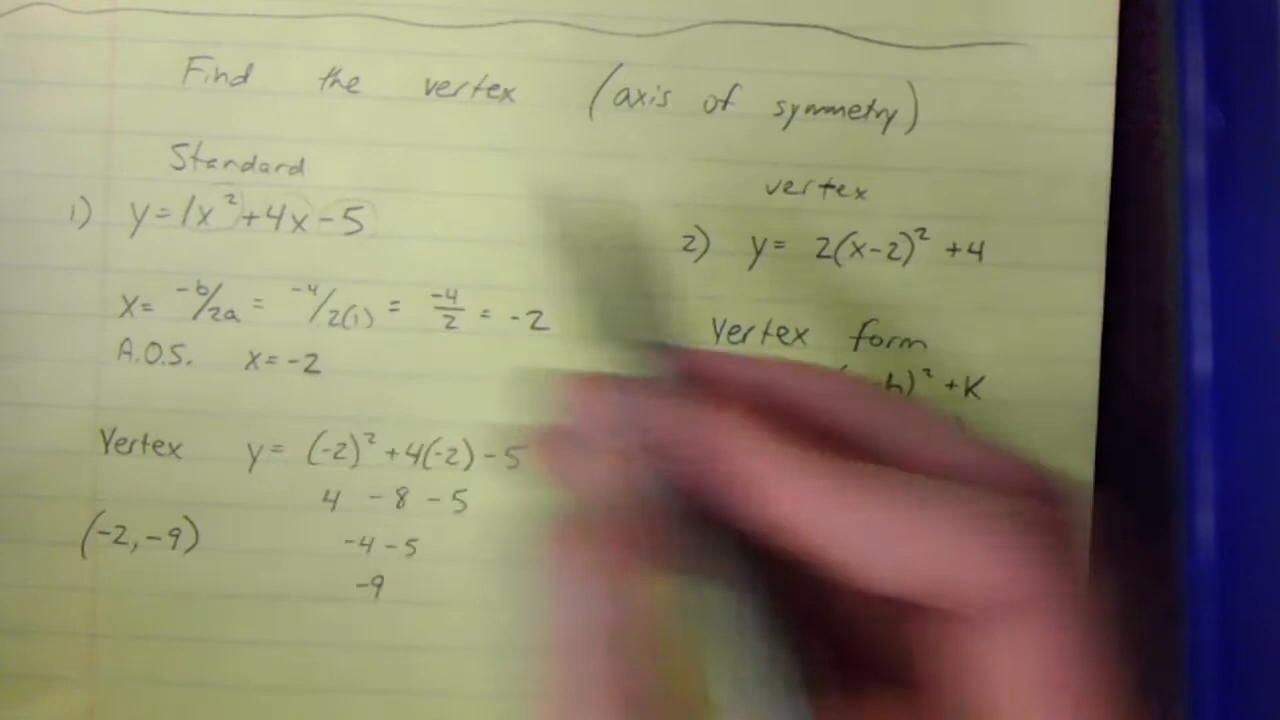 Find the vertex (axis of symmetry)
Standard
1) y=1x²+4x-5
x= -b/2a = -4/2(1) = -4/2 = -2
A.O.S. x=-2
Vertex y= (-2)²+4(-2)-5
4 -8 -5
(-2,-9) -4-5
-9
vertex
2) y= 2(x-2)²+4
Vertex form
h)²+K